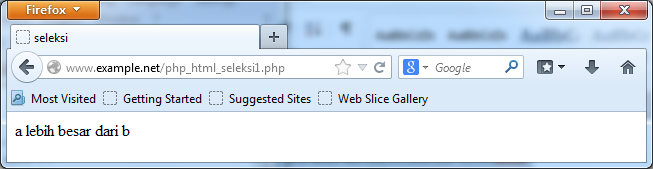 Firefox
seleksi
www.example.net/php_html_seleksi1.php
Google
Most Visited Getting Started Suggested Sites Web Slice Gallery
a lebih besar dari b